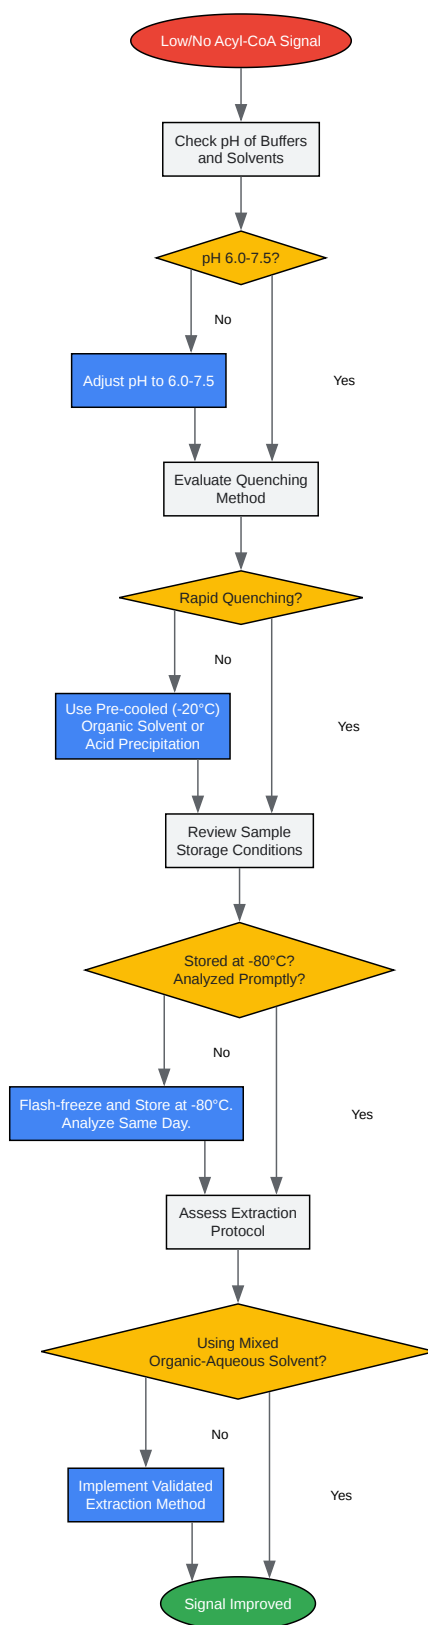 Low/No Acyl-CoA Signal
Check pH of Buffers
and Solvents
pH 6.0-7.5?
No
Adjust pH to 6.0-7.5
Yes
Evaluate Quenching
Method
Rapid Quenching?
No
Use Pre-cooled (-20°C)
Organic Solvent or
Acid Precipitation
Yes
Review Sample
Storage Conditions
Stored at -80°C?
Analyzed Promptly?
No
Flash-freeze and Store at -80°C.
Analyze Same Day.
Yes
Assess Extraction
Protocol
Using Mixed
Organic-Aqueous Solvent?
No
Implement Validated
Extraction Method
Yes
Signal Improved